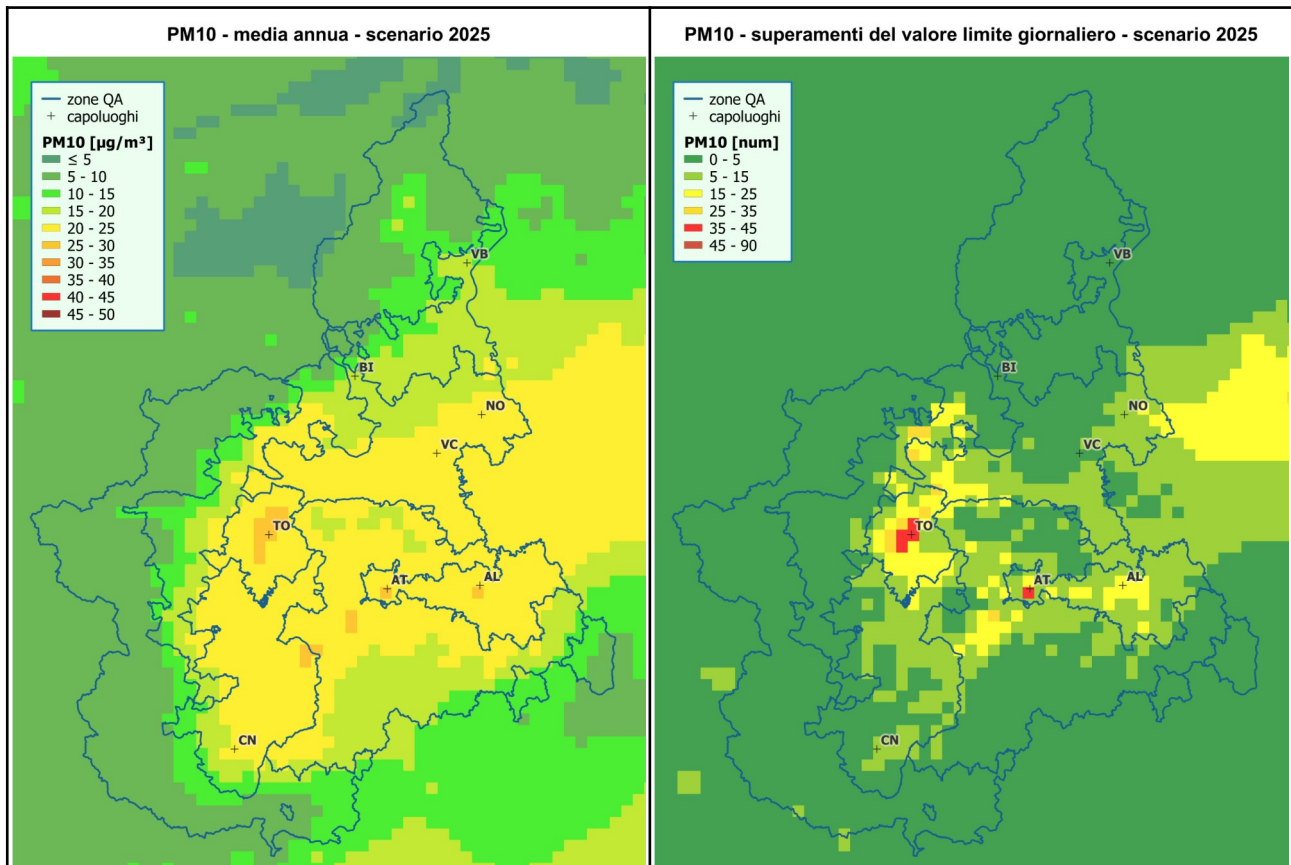 PM10 - media annua - scenario 2025
zone QA
capoluoghi
PM10 [µg/m³]
≤ 5
5 - 10
10 - 15
15 - 20
20 - 25
25 - 30
30 - 35
35 - 40
40 - 45
45 - 50
VB
BI
NO
VC
TO
AT
AL
CN
PM10 - superamenti del valore limite giornaliero - scenario 2025
zone QA
capoluoghi
PM10 [num]
0 - 5
5 - 15
15 - 25
25 - 35
35 - 45
45 - 90
VB
BI
NO
VC
TO
AT
AL
CN